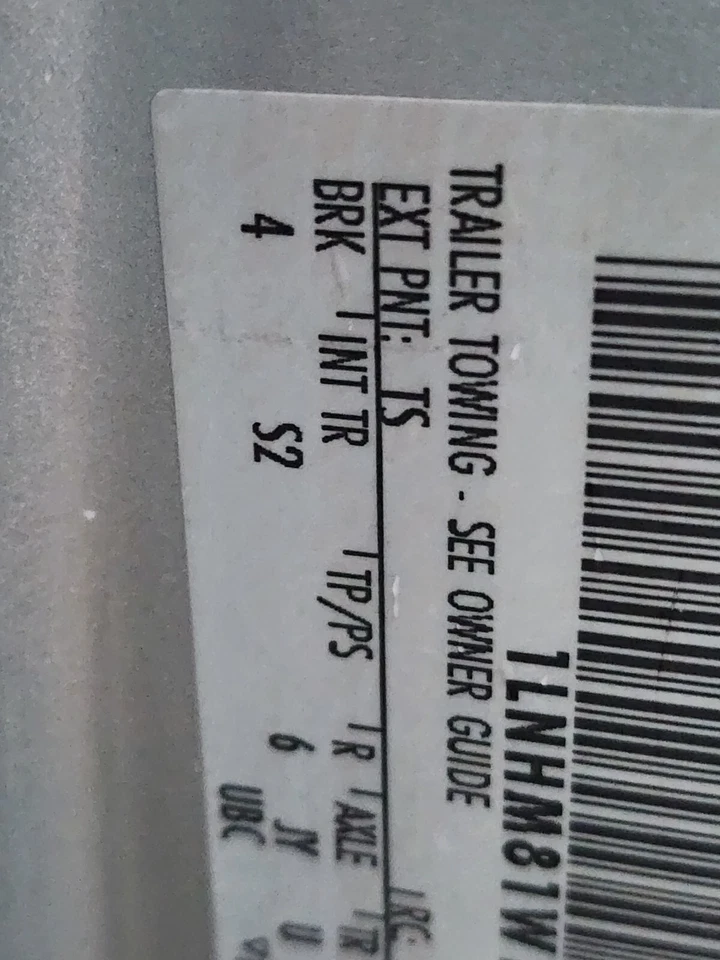 1LNHM81W
TRAILER TOWING - SEE OWNER GUIDE
EXT PNT: TS RC:
BRK INT TR TP/PS R AXLE TR
4 S2 6 JY U
UBC